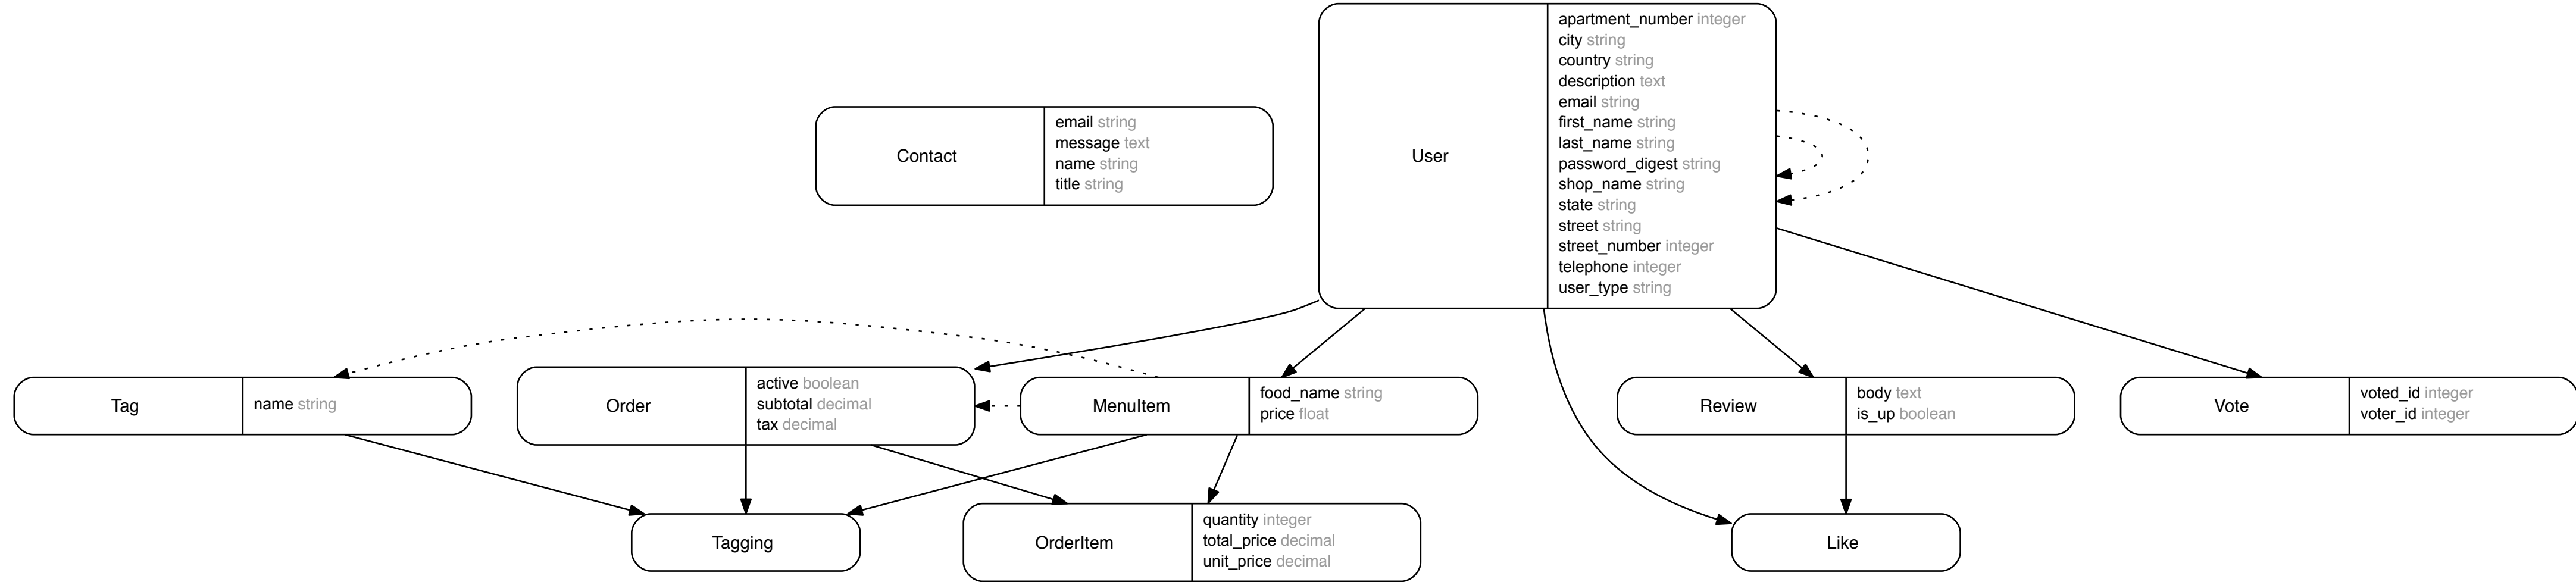 User
apartment_number integer
city string
country string
description text
email string
first_name string
last_name string
password_digest string
shop_name string
state string
street string
street_number integer
telephone integer
user_type string
Contact
email string
message text
name string
title string
Tag
name string
Order
active boolean
subtotal decimal
tax decimal
MenuItem
food_name string
price float
Review
body text
is_up boolean
Vote
voted_id integer
voter_id integer
Tagging
OrderItem
quantity integer
total_price decimal
unit_price decimal
Like